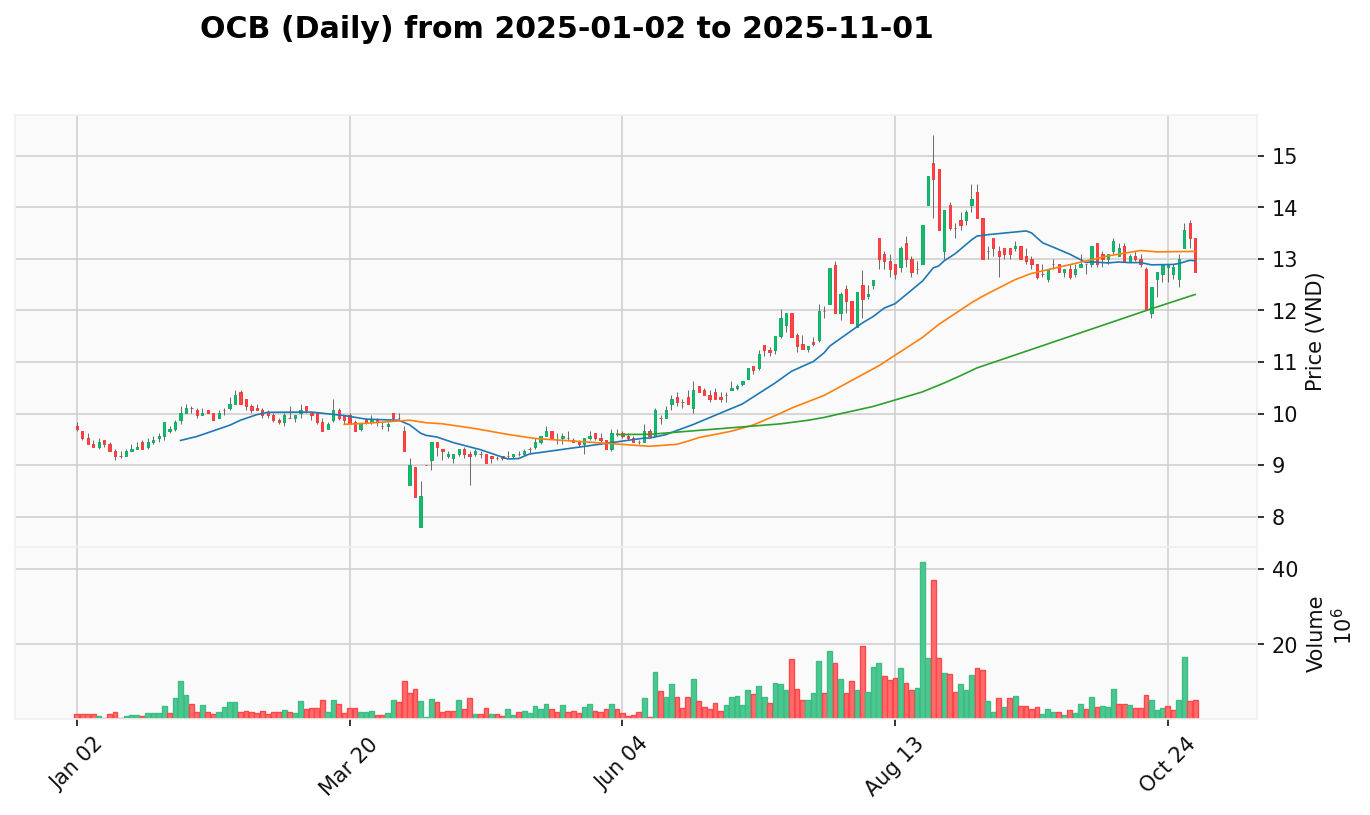 OCB (Daily) from 2025-01-02 to 2025-11-01
15
14
13
12
11
10
9
8
Price (VND)
40
20
Volume
10⁶
Jan 02
Mar 20
Jun 04
Aug 13
Oct 24